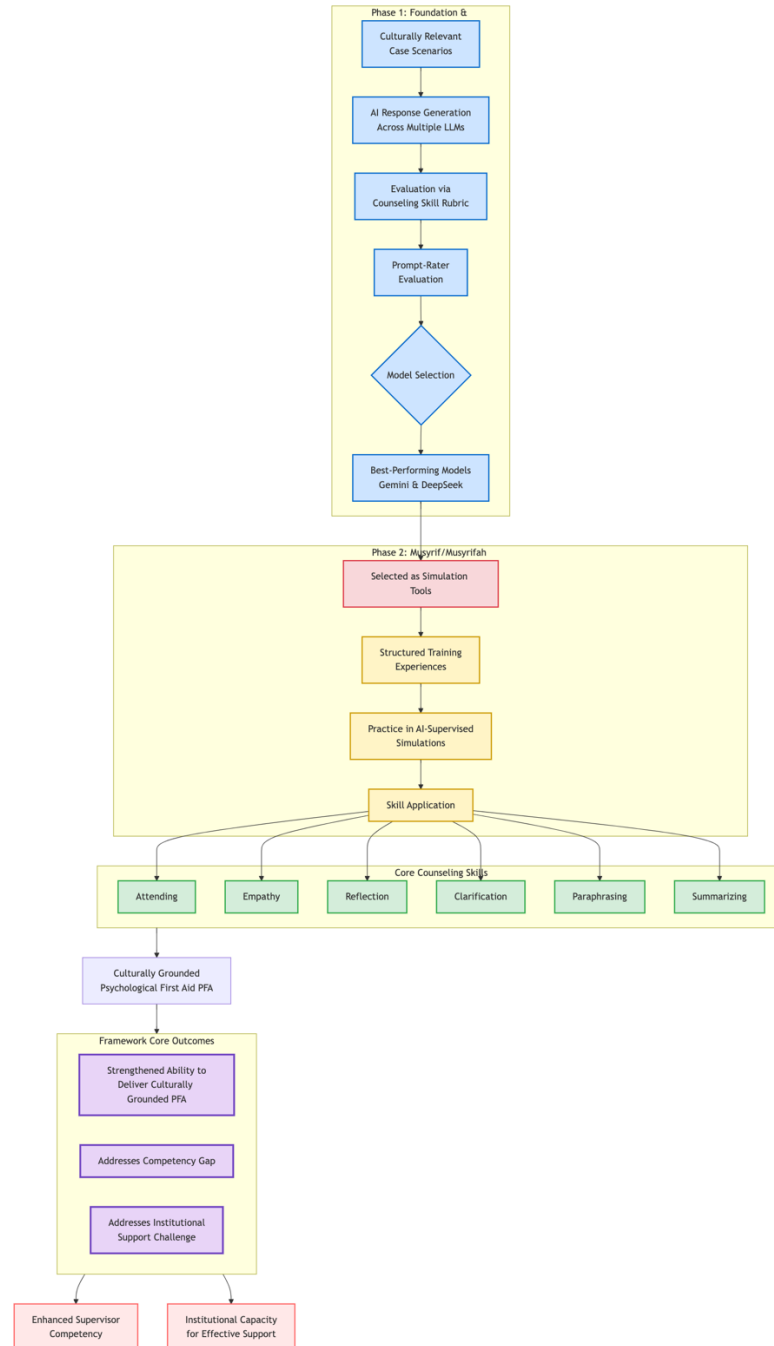 Phase 1: Foundation &
Culturally Relevant
Case Scenarios
AI Response Generation
Across Multiple LLMs
Evaluation via
Counseling Skill Rubric
Prompt-Rater
Evaluation
Model Selection
Best-Performing Models
Gemini & DeepSeek
Phase 2: Musyrif/Musyrifah
Selected as Simulation
Tools
Structured Training
Experiences
Practice in AI-Supervised
Simulations
Skill Application
Core Counseling Skills
Attending
Empathy
Reflection
Clarification
Paraphrasing
Summarizing
Culturally Grounded
Psychological First Aid PFA
Framework Core Outcomes
Strengthened Ability to
Deliver Culturally
Grounded PFA
Addresses Competency Gap
Addresses Institutional
Support Challenge
Enhanced Supervisor
Competency
Institutional Capacity
for Effective Support